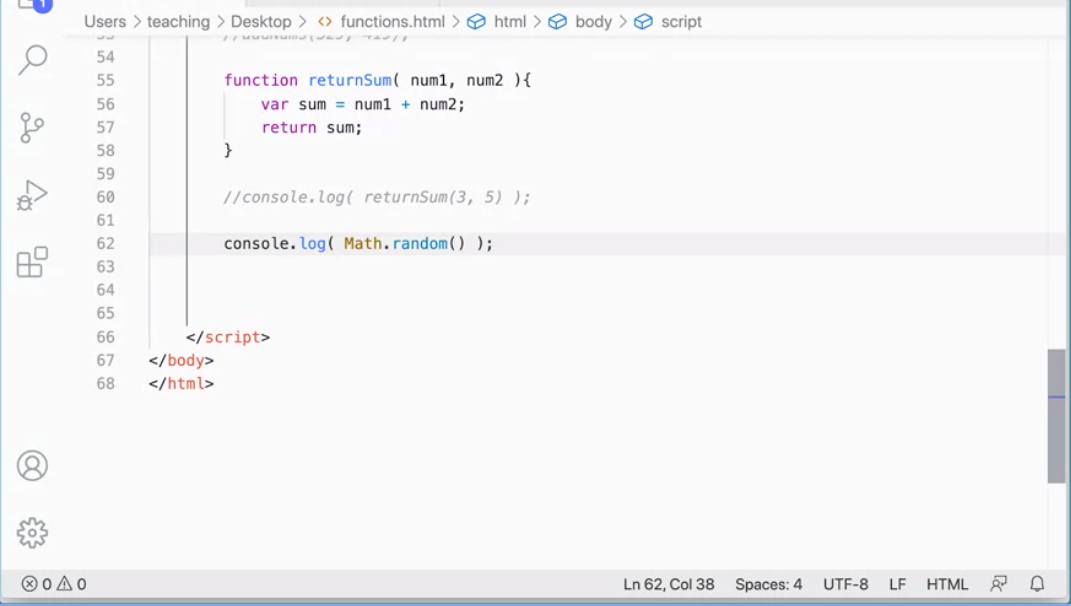 1
Users > teaching > Desktop > <> functions.html > html > body > script
54
55 function returnSum( num1, num2 ){
56 var sum = num1 + num2;
57 return sum;
58 }
59
60 //console.log( returnSum(3, 5) );
61
62 console.log( Math.random() );
63
64
65
66 </script>
67 </body>
68 </html>
0 0 Ln 62, Col 38 Spaces: 4 UTF-8 LF HTML